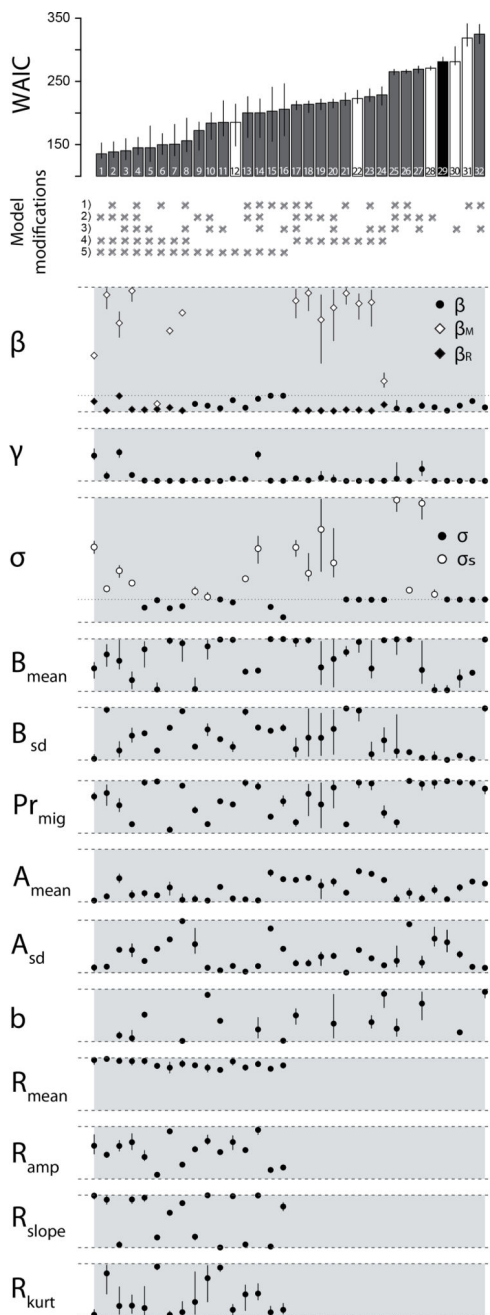 350
250
150
WAIC
1 2 3 4 5 6 7 8 9 10 11 12 13 14 15 16 17 18 19 20 21 22 23 24 25 26 27 28 29 30 31 32
Model modifications
1)
2)
3)
4)
5)
β
β
βM
βR
γ
σ
σ
σs
Bmean
Bsd
Prmig
Amean
Asd
b
Rmean
Ramp
Rslope
Rkurt